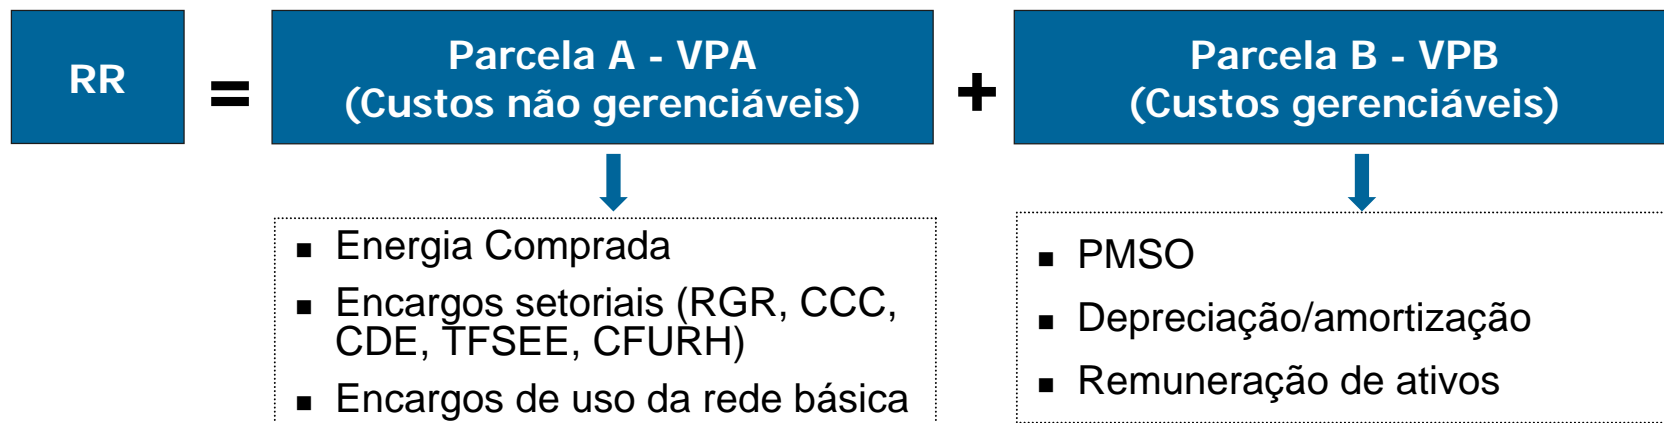 RR
=
Parcela A - VPA
(Custos não gerenciáveis)
+
Parcela B - VPB
(Custos gerenciáveis)
▪ Energia Comprada
▪ Encargos setoriais (RGR, CCC,
CDE, TFSEE, CFURH)
▪ Encargos de uso da rede básica
▪ PMSO
▪ Depreciação/amortização
▪ Remuneração de ativos